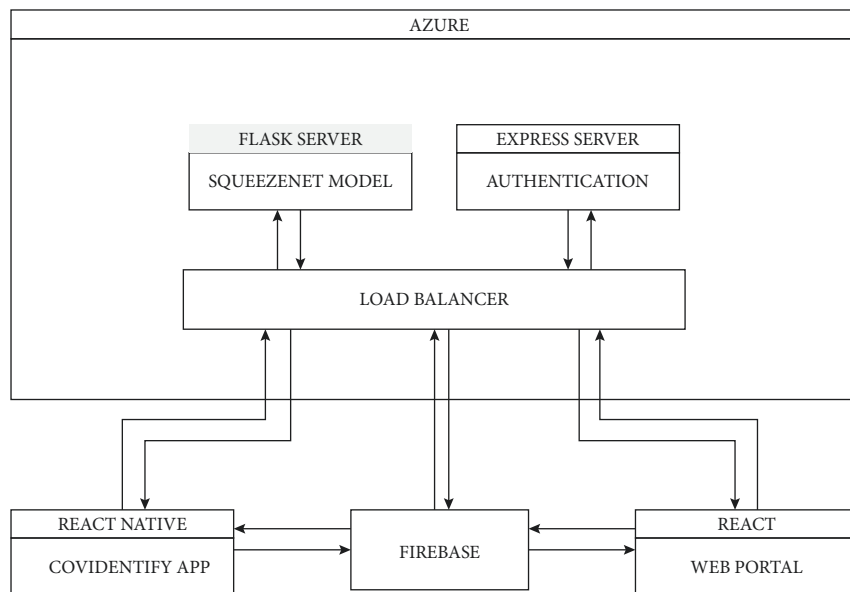 AZURE
FLASK SERVER
SQUEEZENET MODEL
EXPRESS SERVER
AUTHENTICATION
LOAD BALANCER
REACT NATIVE
COVIDENTIFY APP
FIREBASE
REACT
WEB PORTAL